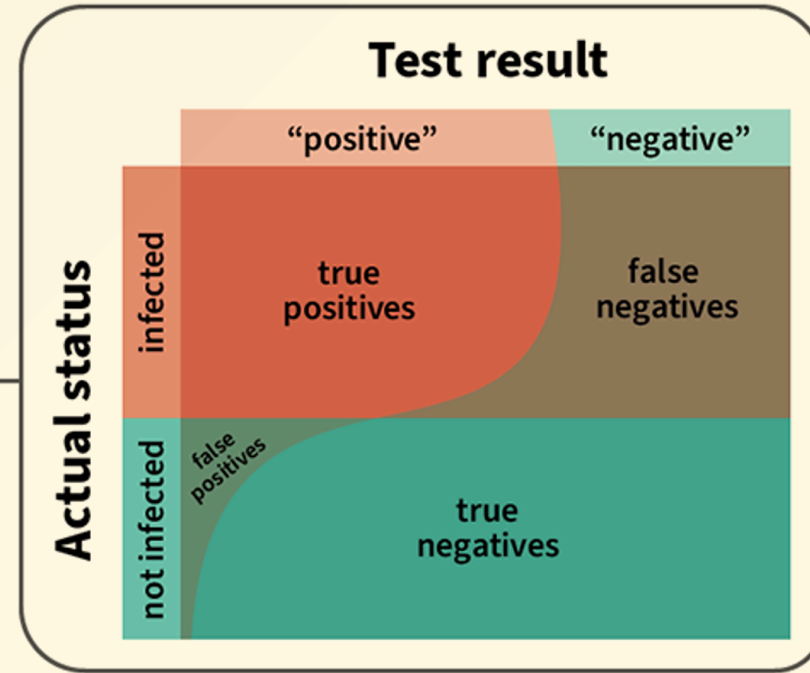 Test result
“positive”
“negative”
Actual status
infected
true
positives
false
negatives
not infected
false
positives
true
negatives